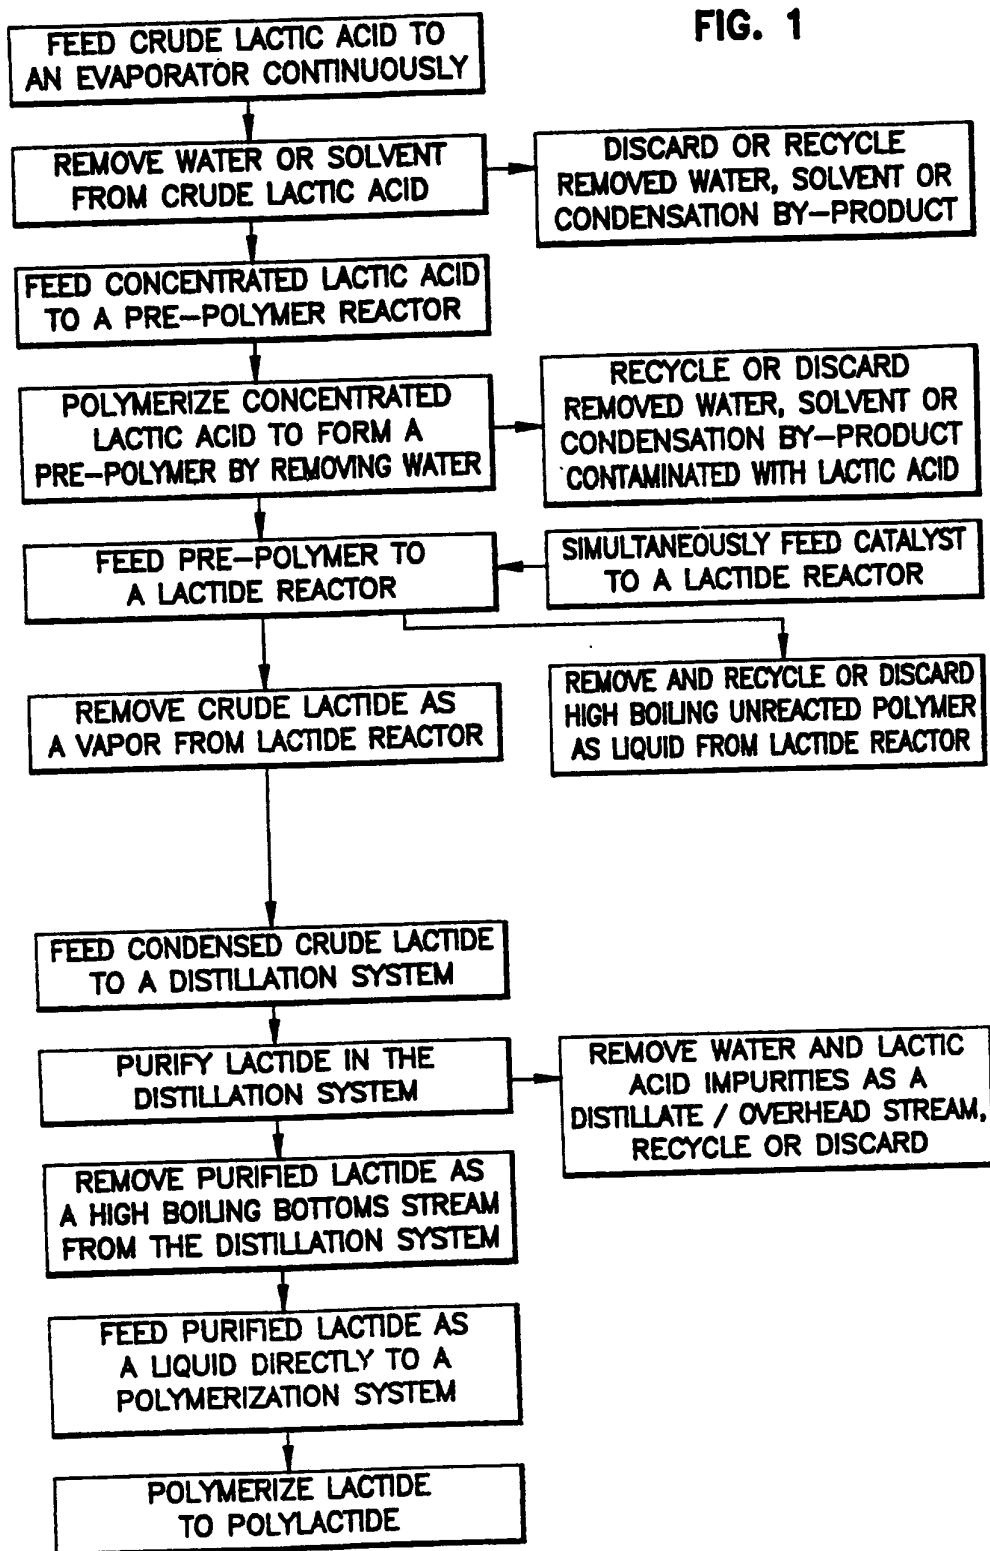 FIG. 1
FEED CRUDE LACTIC ACID TO
AN EVAPORATOR CONTINUOUSLY
REMOVE WATER OR SOLVENT
FROM CRUDE LACTIC ACID
DISCARD OR RECYCLE
REMOVED WATER, SOLVENT OR
CONDENSATION BY-PRODUCT
FEED CONCENTRATED LACTIC ACID
TO A PRE-POLYMER REACTOR
POLYMERIZE CONCENTRATED
LACTIC ACID TO FORM A
PRE-POLYMER BY REMOVING WATER
RECYCLE OR DISCARD
REMOVED WATER, SOLVENT OR
CONDENSATION BY-PRODUCT
CONTAMINATED WITH LACTIC ACID
FEED PRE-POLYMER TO
A LACTIDE REACTOR
SIMULTANEOUSLY FEED CATALYST
TO A LACTIDE REACTOR
REMOVE AND RECYCLE OR DISCARD
HIGH BOILING UNREACTED POLYMER
AS LIQUID FROM LACTIDE REACTOR
REMOVE CRUDE LACTIDE AS
A VAPOR FROM LACTIDE REACTOR
FEED CONDENSED CRUDE LACTIDE
TO A DISTILLATION SYSTEM
PURIFY LACTIDE IN THE
DISTILLATION SYSTEM
REMOVE WATER AND LACTIC
ACID IMPURITIES AS A
DISTILLATE / OVERHEAD STREAM,
RECYCLE OR DISCARD
REMOVE PURIFIED LACTIDE AS
A HIGH BOILING BOTTOMS STREAM
FROM THE DISTILLATION SYSTEM
FEED PURIFIED LACTIDE AS
A LIQUID DIRECTLY TO A
POLYMERIZATION SYSTEM
POLYMERIZE LACTIDE
TO POLYLACTIDE